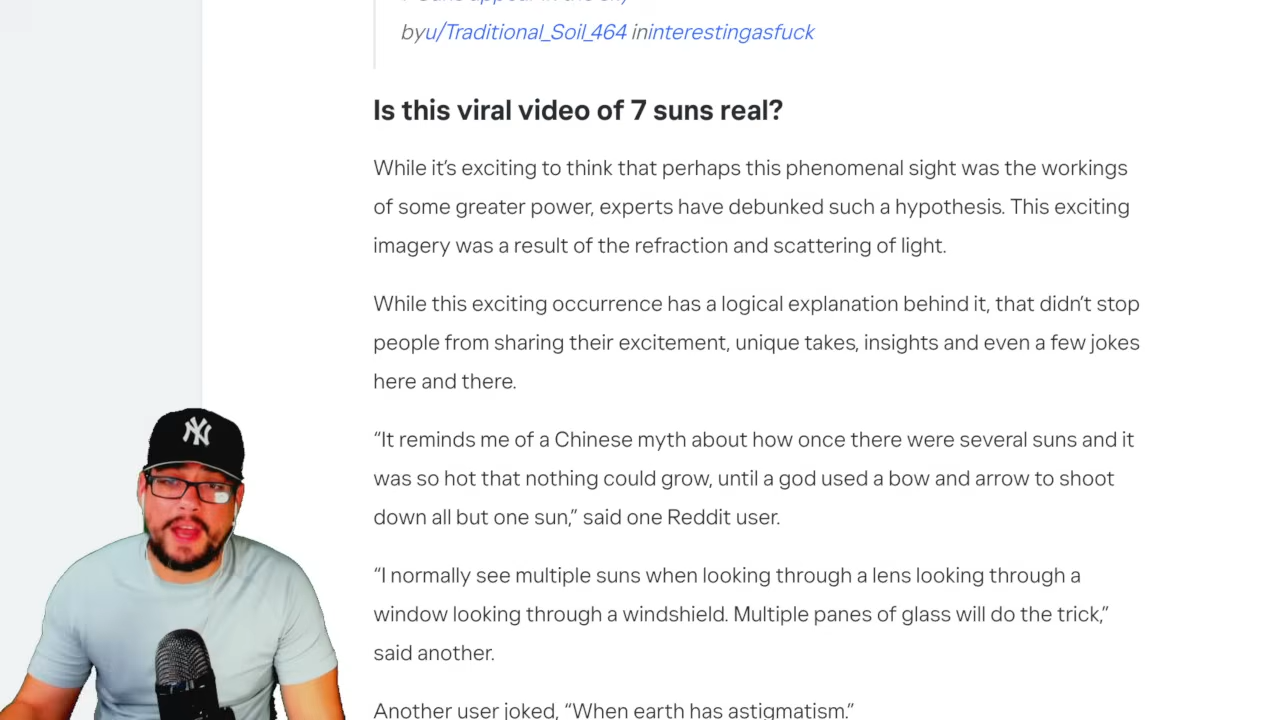 byu/Traditional_Soil_464 ininterestingasfuck
Is this viral video of 7 suns real?
While it’s exciting to think that perhaps this phenomenal sight was the workings
of some greater power, experts have debunked such a hypothesis. This exciting
imagery was a result of the refraction and scattering of light.
While this exciting occurrence has a logical explanation behind it, that didn’t stop
people from sharing their excitement, unique takes, insights and even a few jokes
here and there.
“It reminds me of a Chinese myth about how once there were several suns and it
was so hot that nothing could grow, until a god used a bow and arrow to shoot
down all but one sun,” said one Reddit user.
“I normally see multiple suns when looking through a lens looking through a
window looking through a windshield. Multiple panes of glass will do the trick,”
said another.
Another user joked, “When earth has astigmatism.”
NY